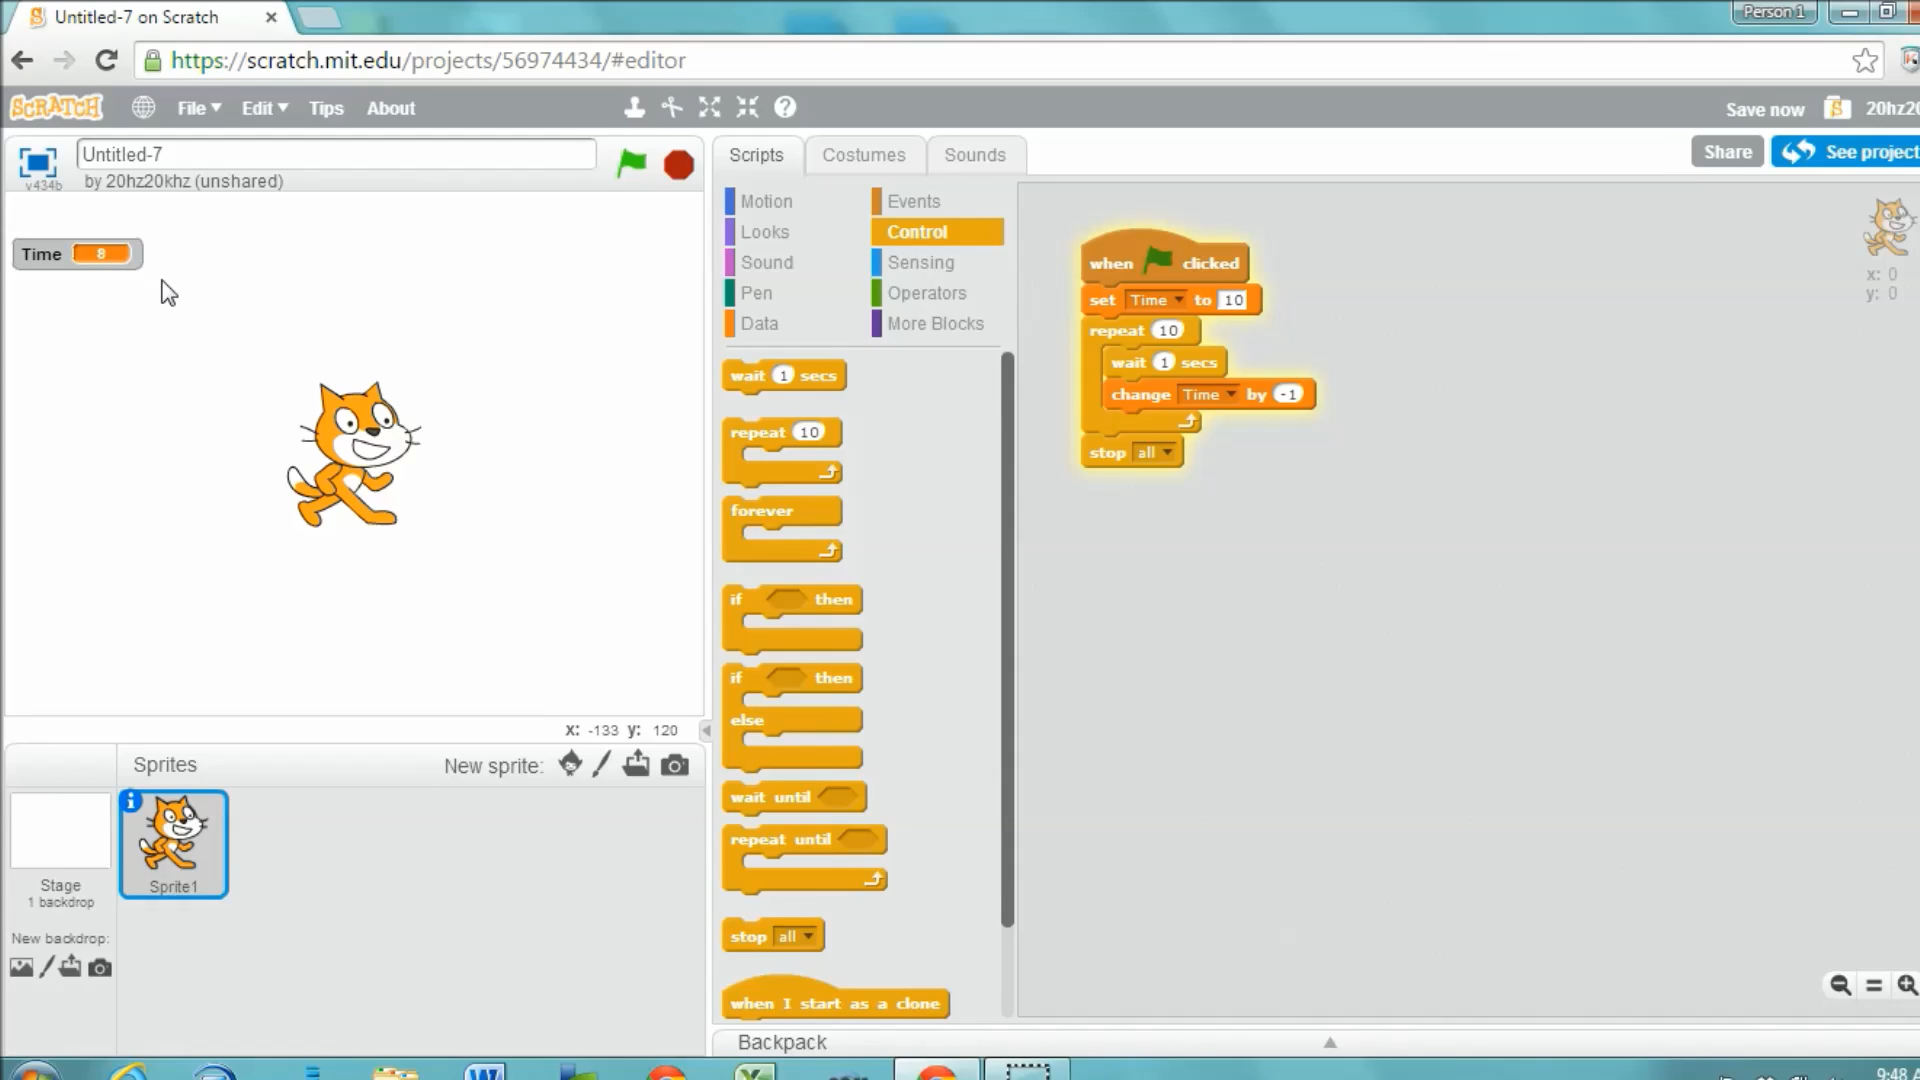 Untitled-7 on Scratch
Person 1
https://scratch.mit.edu/projects/56974434/#editor
SCRATCH
File
Edit
Tips
About
Save now
20hz20
Untitled-7
v434b
by 20hz20khz (unshared)
Scripts
Costumes
Sounds
Share
See project
Motion
Events
Looks
Control
Sound
Sensing
Pen
Operators
Data
More Blocks
Time 8
when clicked
set Time to 10
repeat 10
wait 1 secs
change Time by -1
stop all
x: 0
y: 0
wait 1 secs
repeat 10
forever
if then
if then
else
wait until
repeat until
stop all
when I start as a clone
x: -133 y: 120
Sprites
New sprite:
Sprite1
Stage
1 backdrop
New backdrop:
Backpack
9:48 A